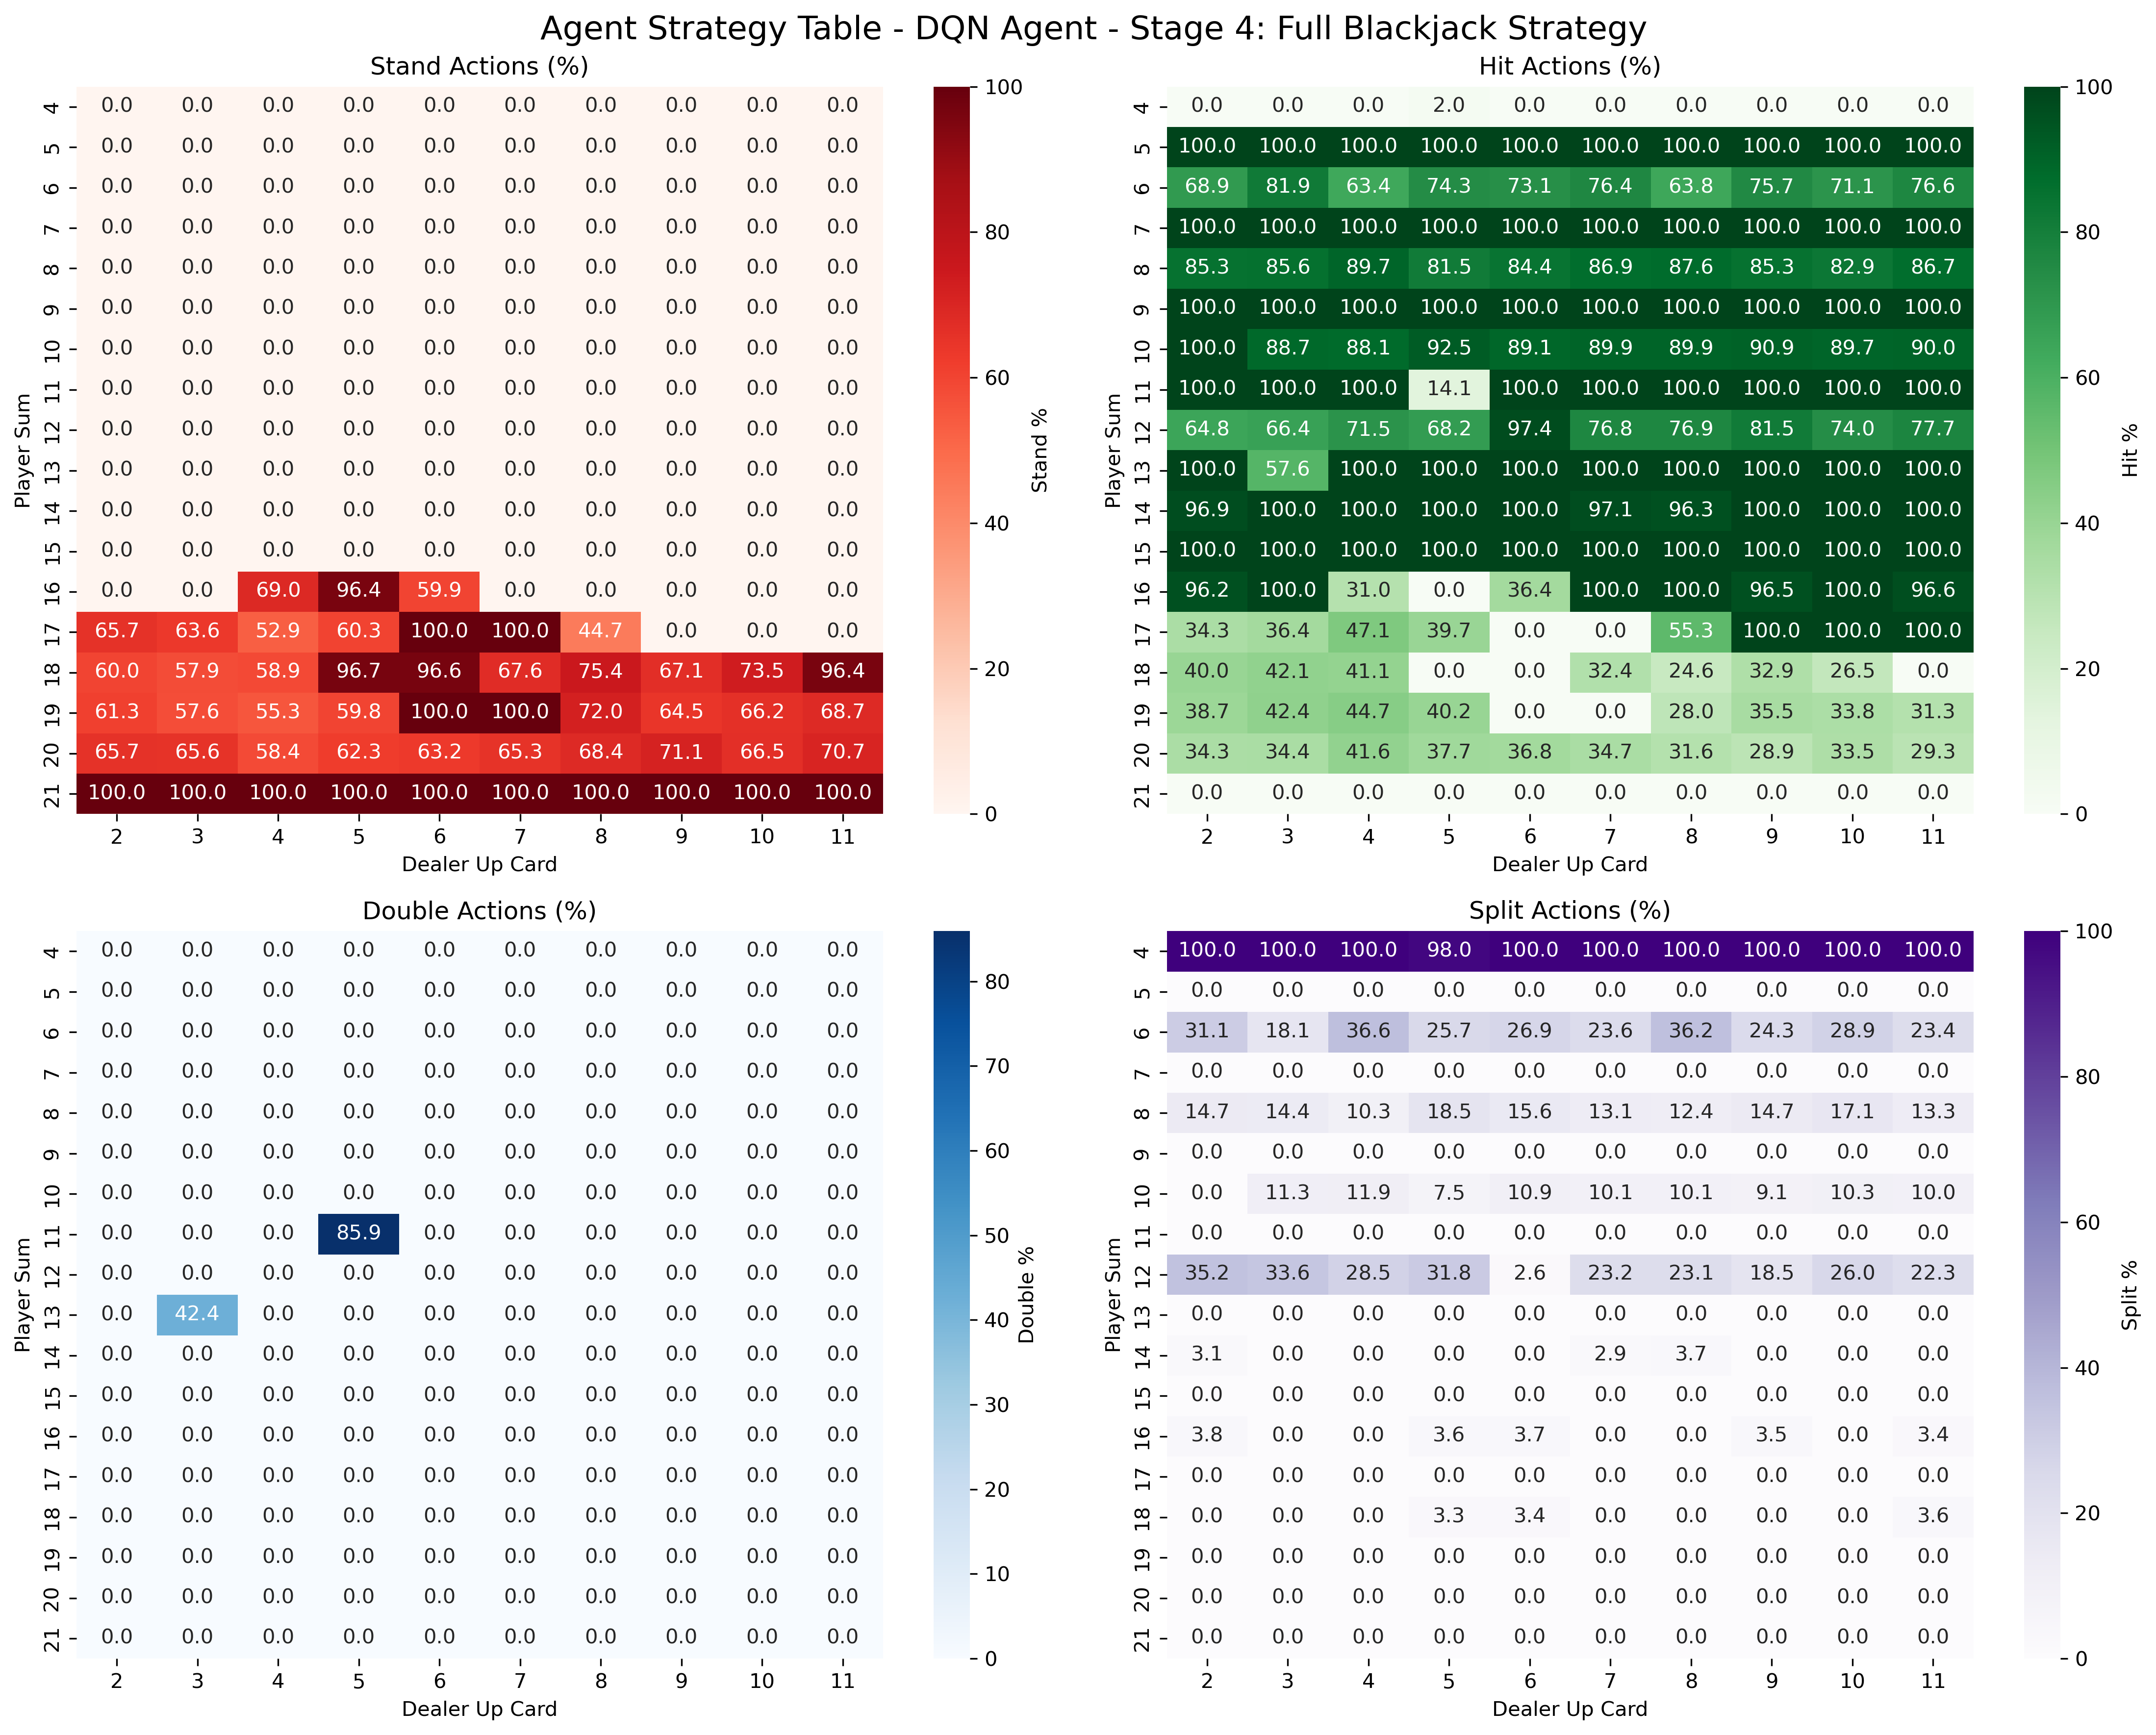 Agent Strategy Table - DQN Agent - Stage 4: Full Blackjack Strategy
Stand Actions (%)
Player Sum
4 0.0 0.0 0.0 0.0 0.0 0.0 0.0 0.0 0.0 0.0
5 0.0 0.0 0.0 0.0 0.0 0.0 0.0 0.0 0.0 0.0
6 0.0 0.0 0.0 0.0 0.0 0.0 0.0 0.0 0.0 0.0
7 0.0 0.0 0.0 0.0 0.0 0.0 0.0 0.0 0.0 0.0
8 0.0 0.0 0.0 0.0 0.0 0.0 0.0 0.0 0.0 0.0
9 0.0 0.0 0.0 0.0 0.0 0.0 0.0 0.0 0.0 0.0
10 0.0 0.0 0.0 0.0 0.0 0.0 0.0 0.0 0.0 0.0
11 0.0 0.0 0.0 0.0 0.0 0.0 0.0 0.0 0.0 0.0
12 0.0 0.0 0.0 0.0 0.0 0.0 0.0 0.0 0.0 0.0
13 0.0 0.0 0.0 0.0 0.0 0.0 0.0 0.0 0.0 0.0
14 0.0 0.0 0.0 0.0 0.0 0.0 0.0 0.0 0.0 0.0
15 0.0 0.0 0.0 0.0 0.0 0.0 0.0 0.0 0.0 0.0
16 0.0 0.0 69.0 96.4 59.9 0.0 0.0 0.0 0.0 0.0
17 65.7 63.6 52.9 60.3 100.0 100.0 44.7 0.0 0.0 0.0
18 60.0 57.9 58.9 96.7 96.6 67.6 75.4 67.1 73.5 96.4
19 61.3 57.6 55.3 59.8 100.0 100.0 72.0 64.5 66.2 68.7
20 65.7 65.6 58.4 62.3 63.2 65.3 68.4 71.1 66.5 70.7
21 100.0 100.0 100.0 100.0 100.0 100.0 100.0 100.0 100.0 100.0
2 3 4 5 6 7 8 9 10 11
Dealer Up Card
100
80
60
40
20
0
Stand %
Hit Actions (%)
Player Sum
4 0.0 0.0 0.0 2.0 0.0 0.0 0.0 0.0 0.0 0.0
5 100.0 100.0 100.0 100.0 100.0 100.0 100.0 100.0 100.0 100.0
6 68.9 81.9 63.4 74.3 73.1 76.4 63.8 75.7 71.1 76.6
7 100.0 100.0 100.0 100.0 100.0 100.0 100.0 100.0 100.0 100.0
8 85.3 85.6 89.7 81.5 84.4 86.9 87.6 85.3 82.9 86.7
9 100.0 100.0 100.0 100.0 100.0 100.0 100.0 100.0 100.0 100.0
10 100.0 88.7 88.1 92.5 89.1 89.9 89.9 90.9 89.7 90.0
11 100.0 100.0 100.0 14.1 100.0 100.0 100.0 100.0 100.0 100.0
12 64.8 66.4 71.5 68.2 97.4 76.8 76.9 81.5 74.0 77.7
13 100.0 57.6 100.0 100.0 100.0 100.0 100.0 100.0 100.0 100.0
14 96.9 100.0 100.0 100.0 100.0 97.1 96.3 100.0 100.0 100.0
15 100.0 100.0 100.0 100.0 100.0 100.0 100.0 100.0 100.0 100.0
16 96.2 100.0 31.0 0.0 36.4 100.0 100.0 96.5 100.0 96.6
17 34.3 36.4 47.1 39.7 0.0 0.0 55.3 100.0 100.0 100.0
18 40.0 42.1 41.1 0.0 0.0 32.4 24.6 32.9 26.5 0.0
19 38.7 42.4 44.7 40.2 0.0 0.0 28.0 35.5 33.8 31.3
20 34.3 34.4 41.6 37.7 36.8 34.7 31.6 28.9 33.5 29.3
21 0.0 0.0 0.0 0.0 0.0 0.0 0.0 0.0 0.0 0.0
2 3 4 5 6 7 8 9 10 11
Dealer Up Card
100
80
60
40
20
0
Hit %
Double Actions (%)
Player Sum
4 0.0 0.0 0.0 0.0 0.0 0.0 0.0 0.0 0.0 0.0
5 0.0 0.0 0.0 0.0 0.0 0.0 0.0 0.0 0.0 0.0
6 0.0 0.0 0.0 0.0 0.0 0.0 0.0 0.0 0.0 0.0
7 0.0 0.0 0.0 0.0 0.0 0.0 0.0 0.0 0.0 0.0
8 0.0 0.0 0.0 0.0 0.0 0.0 0.0 0.0 0.0 0.0
9 0.0 0.0 0.0 0.0 0.0 0.0 0.0 0.0 0.0 0.0
10 0.0 0.0 0.0 0.0 0.0 0.0 0.0 0.0 0.0 0.0
11 0.0 0.0 0.0 85.9 0.0 0.0 0.0 0.0 0.0 0.0
12 0.0 0.0 0.0 0.0 0.0 0.0 0.0 0.0 0.0 0.0
13 0.0 42.4 0.0 0.0 0.0 0.0 0.0 0.0 0.0 0.0
14 0.0 0.0 0.0 0.0 0.0 0.0 0.0 0.0 0.0 0.0
15 0.0 0.0 0.0 0.0 0.0 0.0 0.0 0.0 0.0 0.0
16 0.0 0.0 0.0 0.0 0.0 0.0 0.0 0.0 0.0 0.0
17 0.0 0.0 0.0 0.0 0.0 0.0 0.0 0.0 0.0 0.0
18 0.0 0.0 0.0 0.0 0.0 0.0 0.0 0.0 0.0 0.0
19 0.0 0.0 0.0 0.0 0.0 0.0 0.0 0.0 0.0 0.0
20 0.0 0.0 0.0 0.0 0.0 0.0 0.0 0.0 0.0 0.0
21 0.0 0.0 0.0 0.0 0.0 0.0 0.0 0.0 0.0 0.0
2 3 4 5 6 7 8 9 10 11
Dealer Up Card
80
70
60
50
40
30
20
10
0
Double %
Split Actions (%)
Player Sum
4 100.0 100.0 100.0 98.0 100.0 100.0 100.0 100.0 100.0 100.0
5 0.0 0.0 0.0 0.0 0.0 0.0 0.0 0.0 0.0 0.0
6 31.1 18.1 36.6 25.7 26.9 23.6 36.2 24.3 28.9 23.4
7 0.0 0.0 0.0 0.0 0.0 0.0 0.0 0.0 0.0 0.0
8 14.7 14.4 10.3 18.5 15.6 13.1 12.4 14.7 17.1 13.3
9 0.0 0.0 0.0 0.0 0.0 0.0 0.0 0.0 0.0 0.0
10 0.0 11.3 11.9 7.5 10.9 10.1 10.1 9.1 10.3 10.0
11 0.0 0.0 0.0 0.0 0.0 0.0 0.0 0.0 0.0 0.0
12 35.2 33.6 28.5 31.8 2.6 23.2 23.1 18.5 26.0 22.3
13 0.0 0.0 0.0 0.0 0.0 0.0 0.0 0.0 0.0 0.0
14 3.1 0.0 0.0 0.0 0.0 2.9 3.7 0.0 0.0 0.0
15 0.0 0.0 0.0 0.0 0.0 0.0 0.0 0.0 0.0 0.0
16 3.8 0.0 0.0 3.6 3.7 0.0 0.0 3.5 0.0 3.4
17 0.0 0.0 0.0 0.0 0.0 0.0 0.0 0.0 0.0 0.0
18 0.0 0.0 0.0 3.3 3.4 0.0 0.0 0.0 0.0 3.6
19 0.0 0.0 0.0 0.0 0.0 0.0 0.0 0.0 0.0 0.0
20 0.0 0.0 0.0 0.0 0.0 0.0 0.0 0.0 0.0 0.0
21 0.0 0.0 0.0 0.0 0.0 0.0 0.0 0.0 0.0 0.0
2 3 4 5 6 7 8 9 10 11
Dealer Up Card
100
80
60
40
20
0
Split %